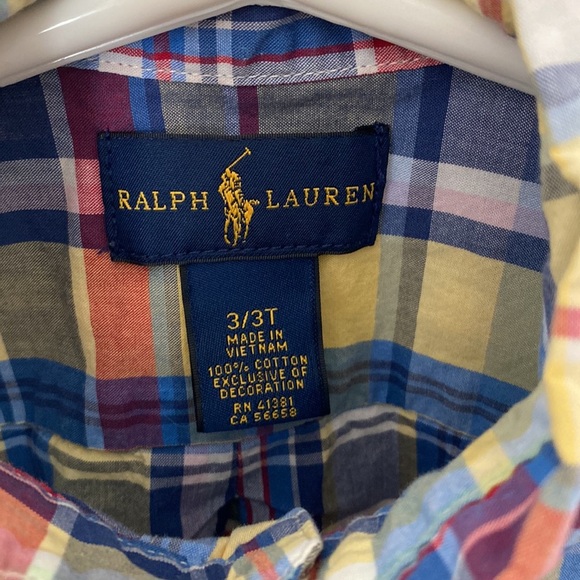 RALPH LAUREN
3/3T
MADE IN
VIETNAM
100% COTTON
EXCLUSIVE OF
DECORATION
RN 41381
CA 56658